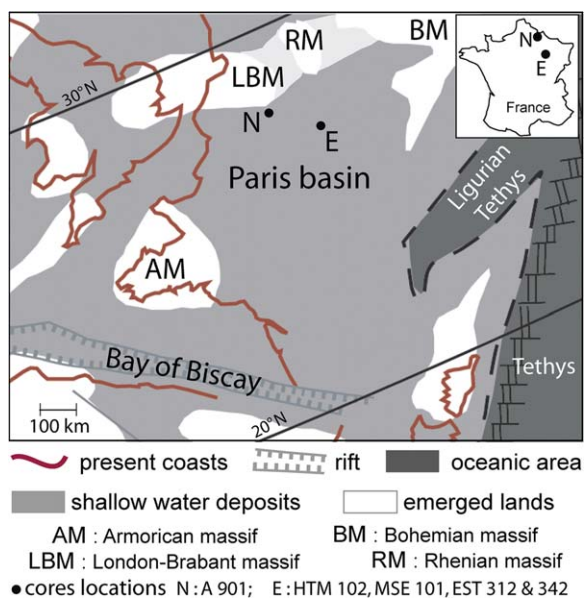 RM
BM
N
E
France
30°N
LBM
N
E
Paris basin
Ligurian
Tethys
AM
Bay of Biscay
Tethys
100 km
20°N
present coasts rift oceanic area
shallow water deposits emerged lands
AM : Armorican massif BM : Bohemian massif
LBM : London-Brabant massif RM : Rhenian massif
cores locations N : A 901; E : HTM 102, MSE 101, EST 312 & 342